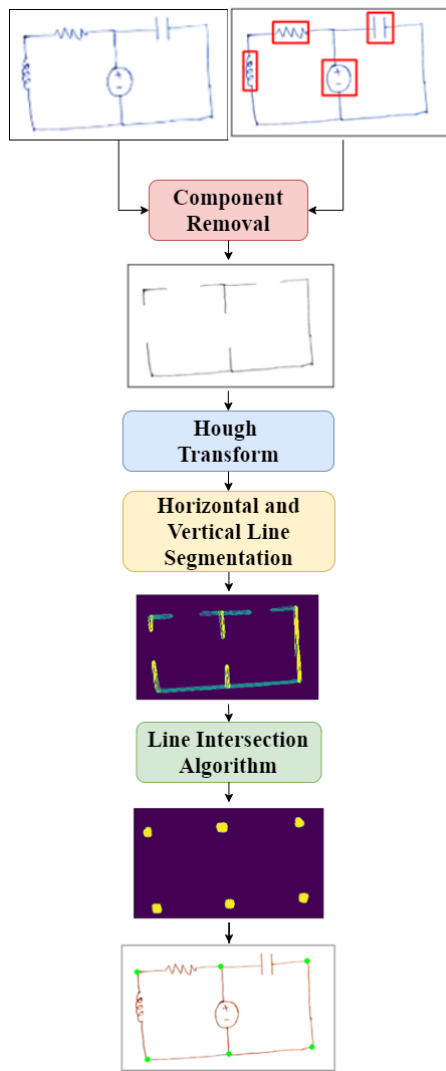 +
-
+
-
Component
Removal
Hough
Transform
Horizontal and
Vertical Line
Segmentation
Line Intersection
Algorithm
+
-